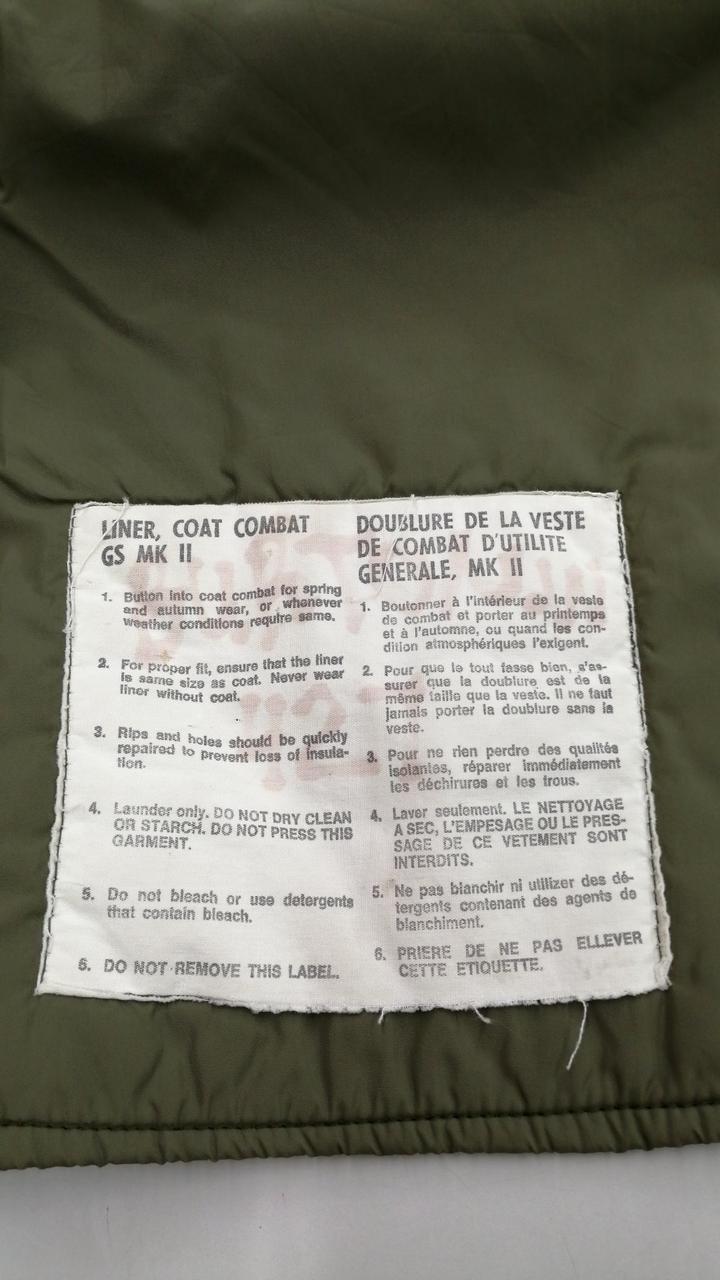 LINER, COAT COMBAT
GS MK II
1. Button into coat combat for spring
and autumn wear, or whenever
weather conditions require same.
2. For proper fit, ensure that the liner
is same size as coat. Never wear
liner without coat.
3. Rips and holes should be quickly
repaired to prevent loss of insula-
tion.
4. Launder only. DO NOT DRY CLEAN
OR STARCH. DO NOT PRESS THIS
GARMENT.
5. Do not bleach or use detergents
that contain bleach.
6. DO NOT REMOVE THIS LABEL.
DOUBLURE DE LA VESTE
DE COMBAT D'UTILITE
GENERALE, MK II
1. Boutonner à l'intérieur de la veste
de combat et porter au printemps
et à l'automne, ou quand les con-
dition atmosphériques l'exigent.
2. Pour que le tout fasse bien, s'as-
surer que la doublure est de la
même taille que la veste. Il ne faut
jamais porter la doublure sans la
veste.
3. Pour ne rien perdre des qualités
isolantes, réparer immédiatement
les déchirures et les trous.
4. Laver seulement. LE NETTOYAGE
A SEC, L'EMPESAGE OU LE PRES-
SAGE DE CE VETEMENT SONT
INTERDITS.
5. Ne pas blanchir ni utilizer des dé-
tergents contenant des agents de
blanchiment.
6. PRIERE DE NE PAS ELLEVER
CETTE ETIQUETTE.